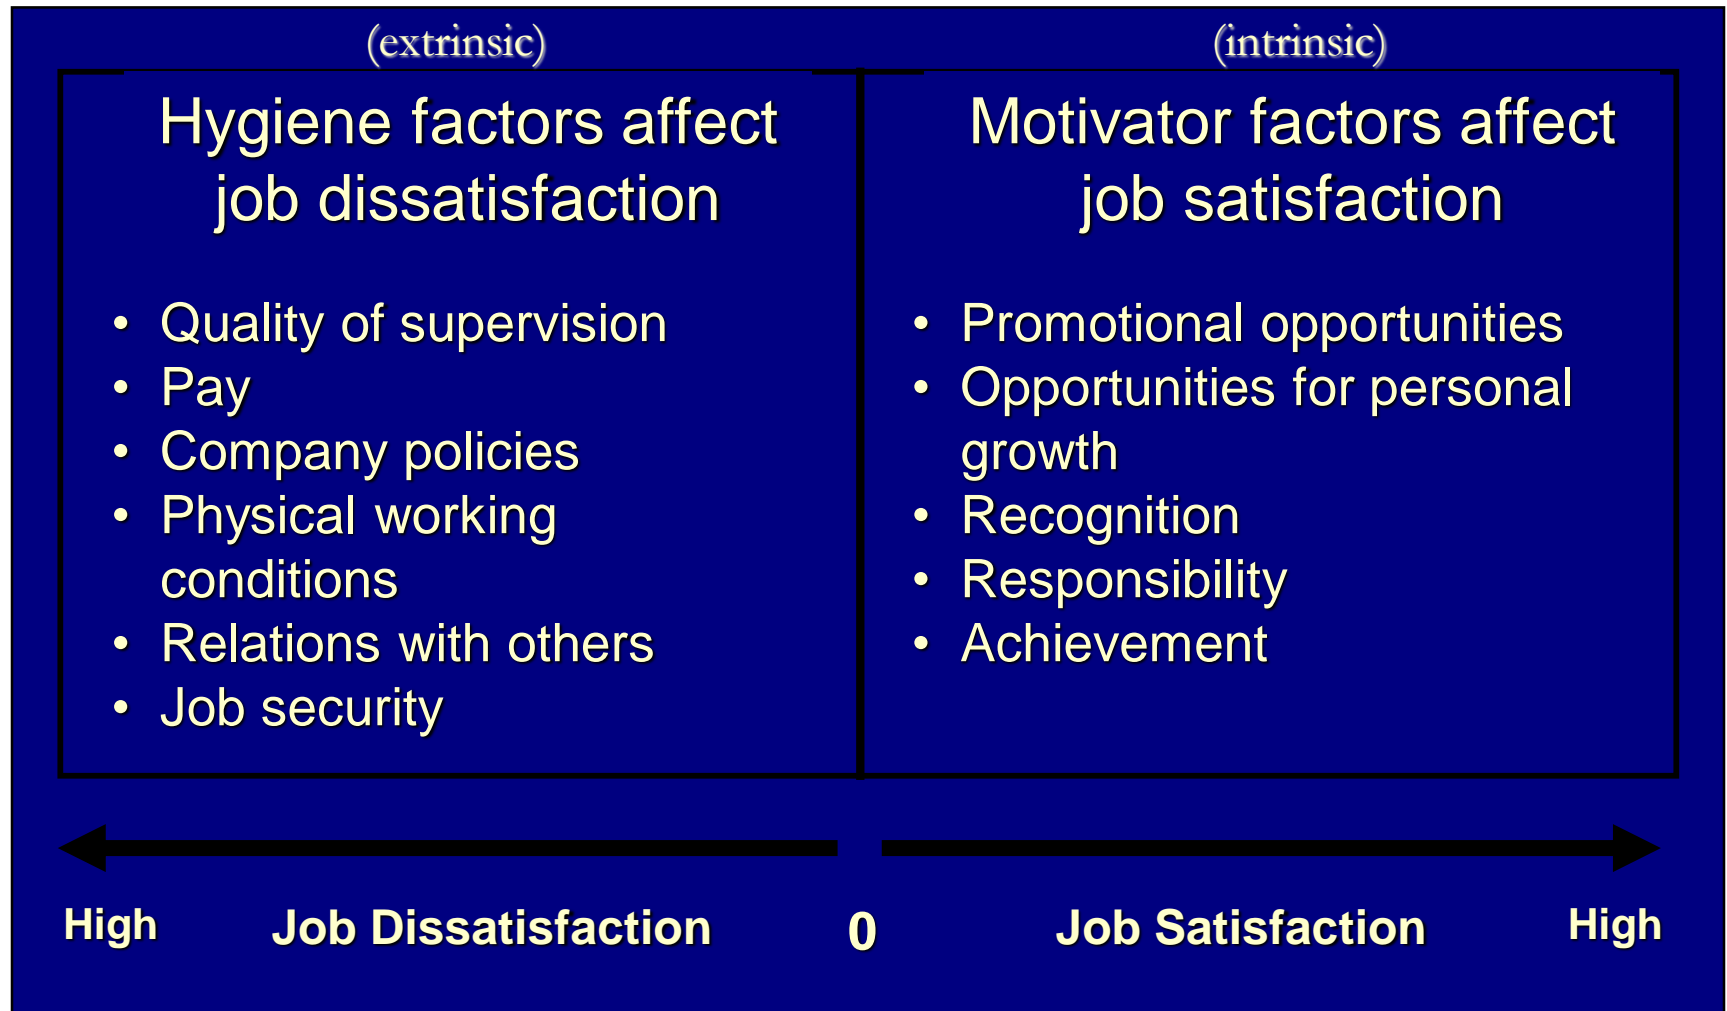 (extrinsic)
Hygiene factors affect
job dissatisfaction
• Quality of supervision
• Pay
• Company policies
• Physical working
conditions
• Relations with others
• Job security
(intrinsic)
Motivator factors affect
job satisfaction
• Promotional opportunities
• Opportunities for personal
growth
• Recognition
• Responsibility
• Achievement
High Job Dissatisfaction 0 Job Satisfaction High